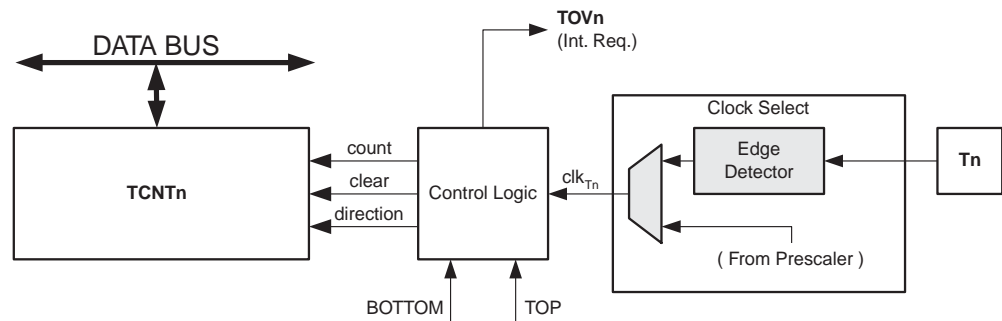 TOVn
(Int. Req.)
DATA BUS
Clock Select
TCNTn
count
clear
direction
Control Logic
clkTn
Edge
Detector
Tn
( From Prescaler )
BOTTOM
TOP